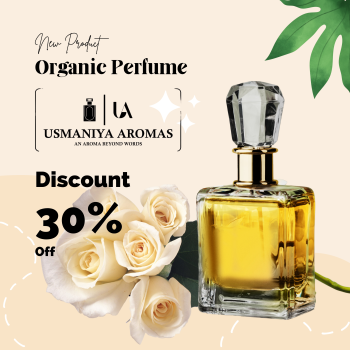 New Product
Organic Perfume
UA
USMANIYA AROMAS
AN AROMA BEYOND WORDS
Discount
30%
Off